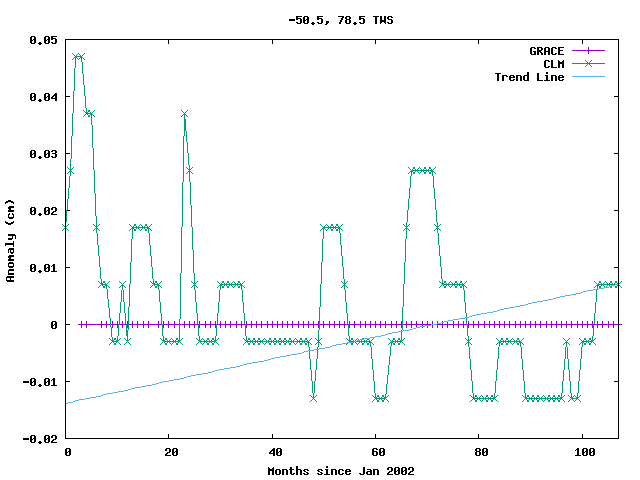 -50.5, 78.5 TWS
GRACE
CLM
Trend Line
0.05
0.04
0.03
0.02
0.01
0
-0.01
-0.02
Anomaly (cm)
0 20 40 60 80 100
Months since Jan 2002